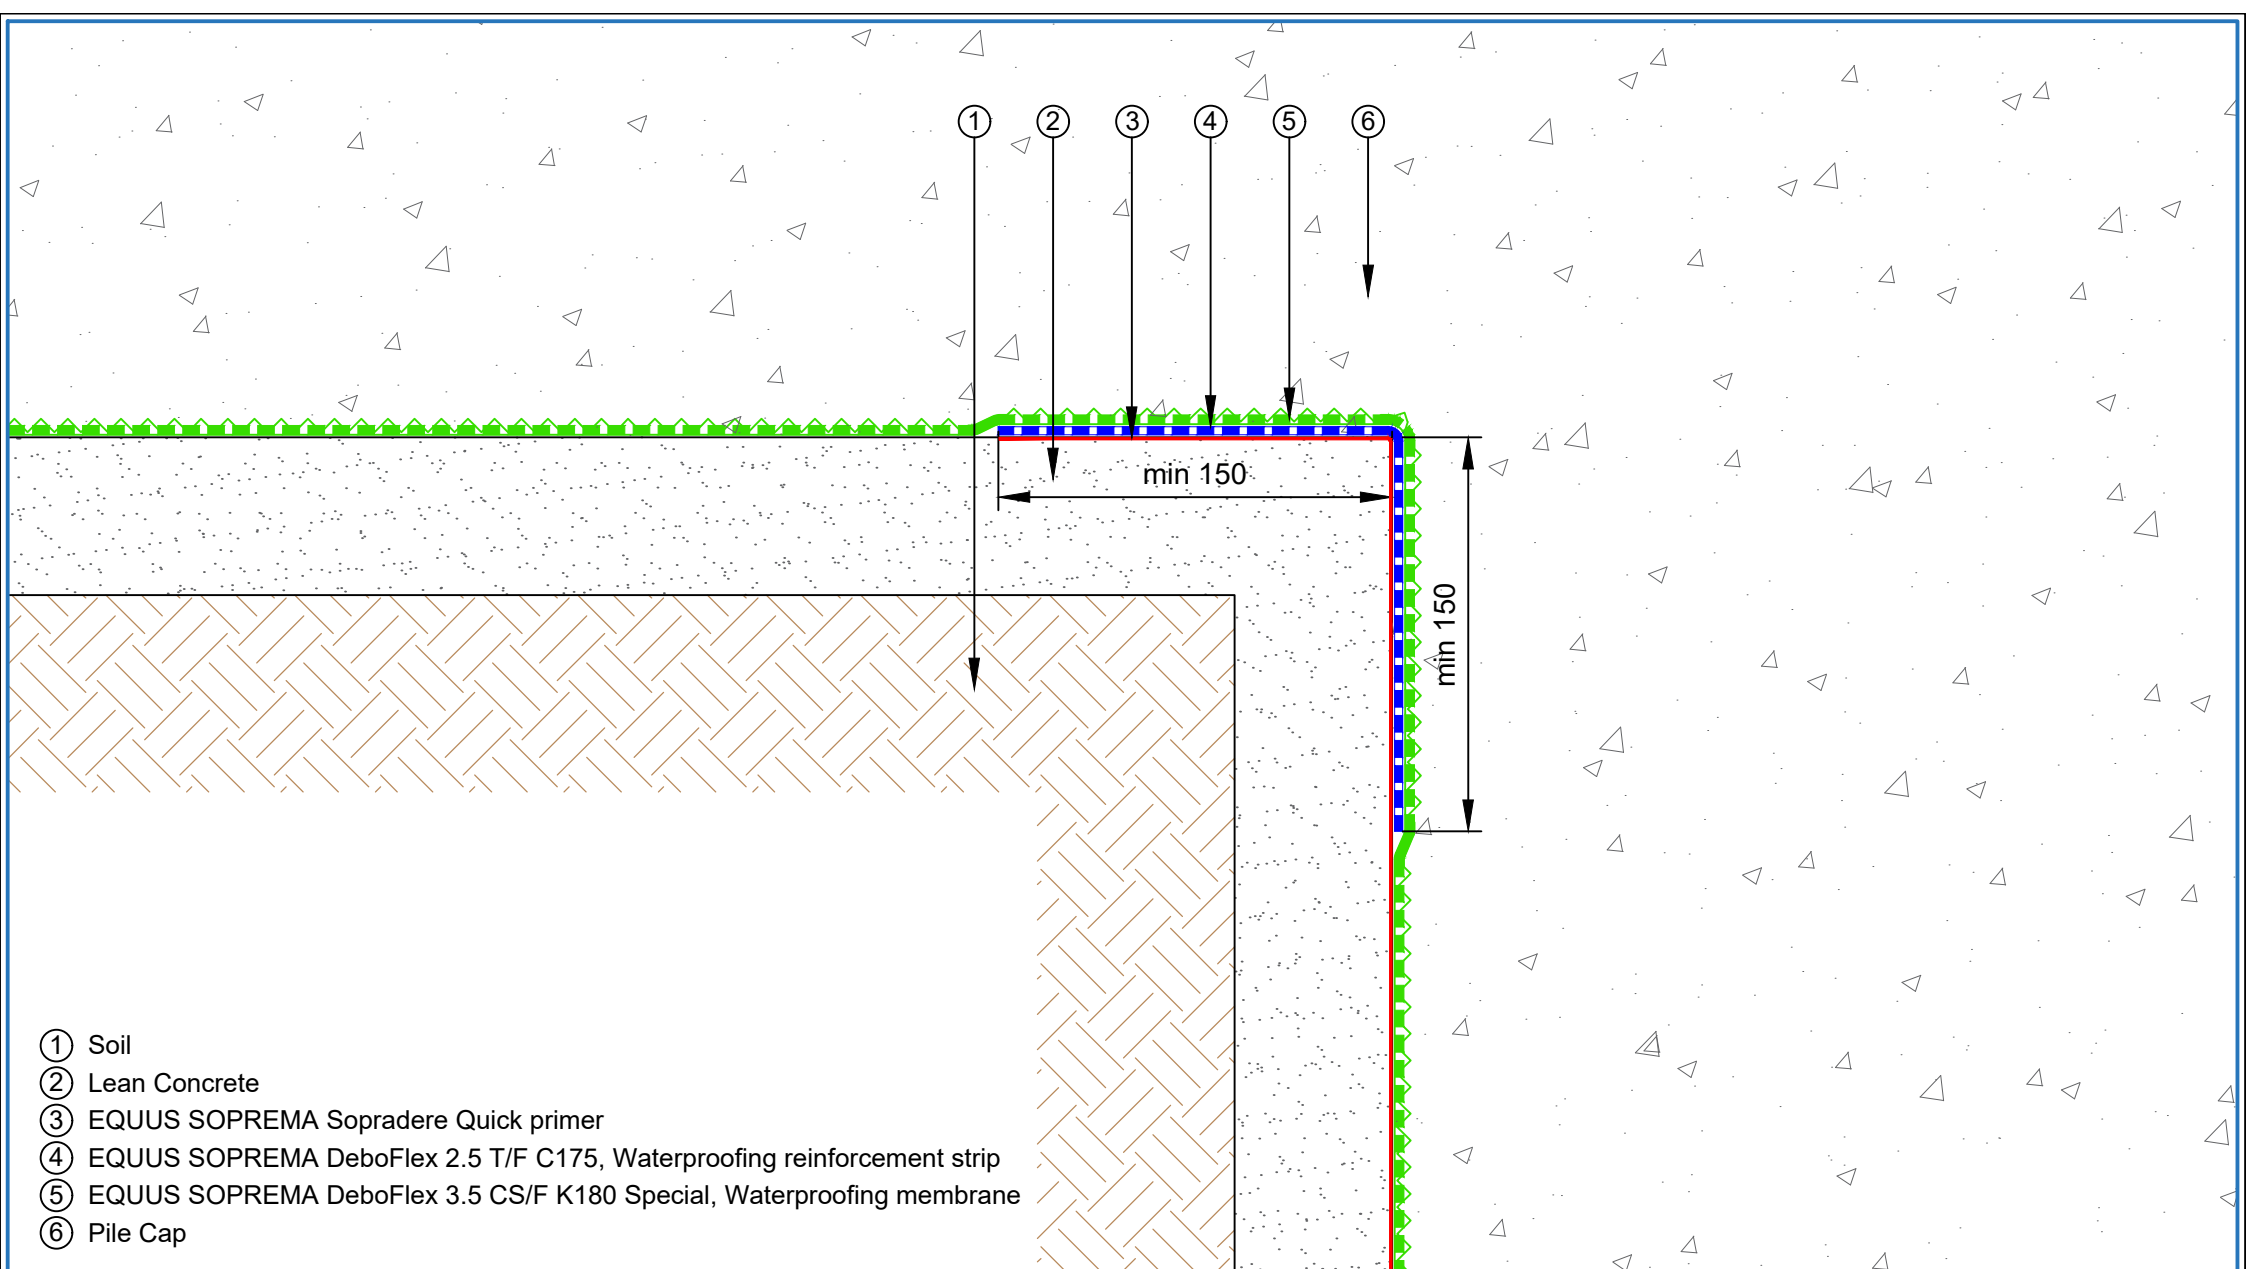 1 2 3 4 5 6
min 150
min 150
1 Soil
2 Lean Concrete
3 EQUUS SOPREMA Sopradere Quick primer
4 EQUUS SOPREMA DeboFlex 2.5 T/F C175, Waterproofing reinforcement strip
5 EQUUS SOPREMA DeboFlex 3.5 CS/F K180 Special, Waterproofing membrane
6 Pile Cap